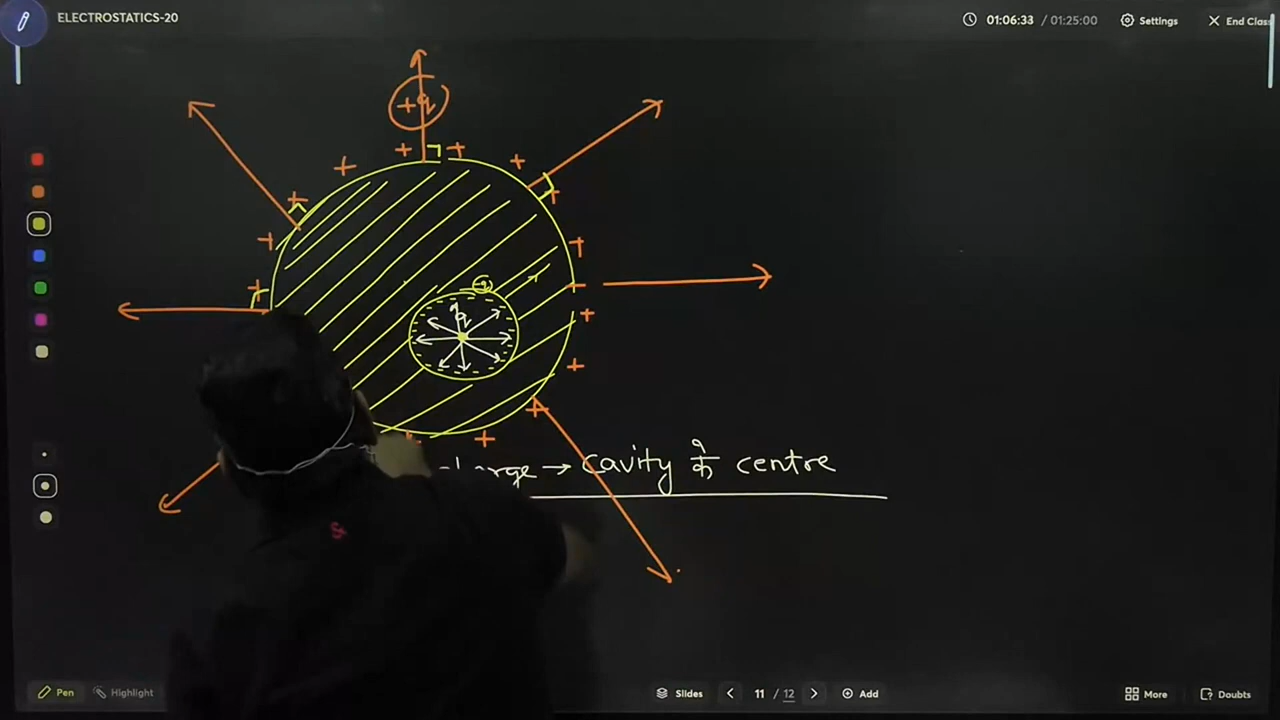 ELECTROSTATICS-20
01:06:33 / 01:25:00
Settings
End Class
+q
-q
q
→ cavity के centre
Pen
Highlight
Slides
11 / 12
Add
More
Doubts